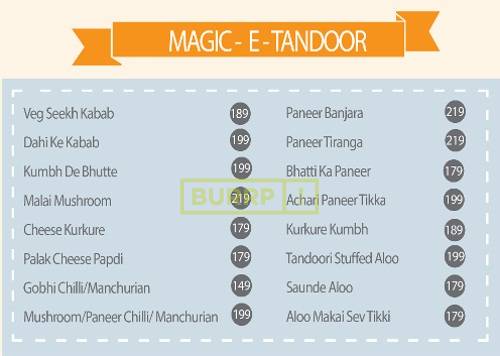 MAGIC - E -TANDOOR
Veg Seekh Kabab 189
Dahi Ke Kabab 199
Kumbh De Bhutte 199
Malai Mushroom 219
Cheese Kurkure 179
Palak Cheese Papdi 179
Gobhi Chilli/Manchurian 149
Mushroom/Paneer Chilli/ Manchurian 199
Paneer Banjara 219
Paneer Tiranga 219
Bhatti Ka Paneer 179
Achari Paneer Tikka 199
Kurkure Kumbh 189
Tandoori Stuffed Aloo 199
Saunde Aloo 179
Aloo Makai Sev Tikki 179